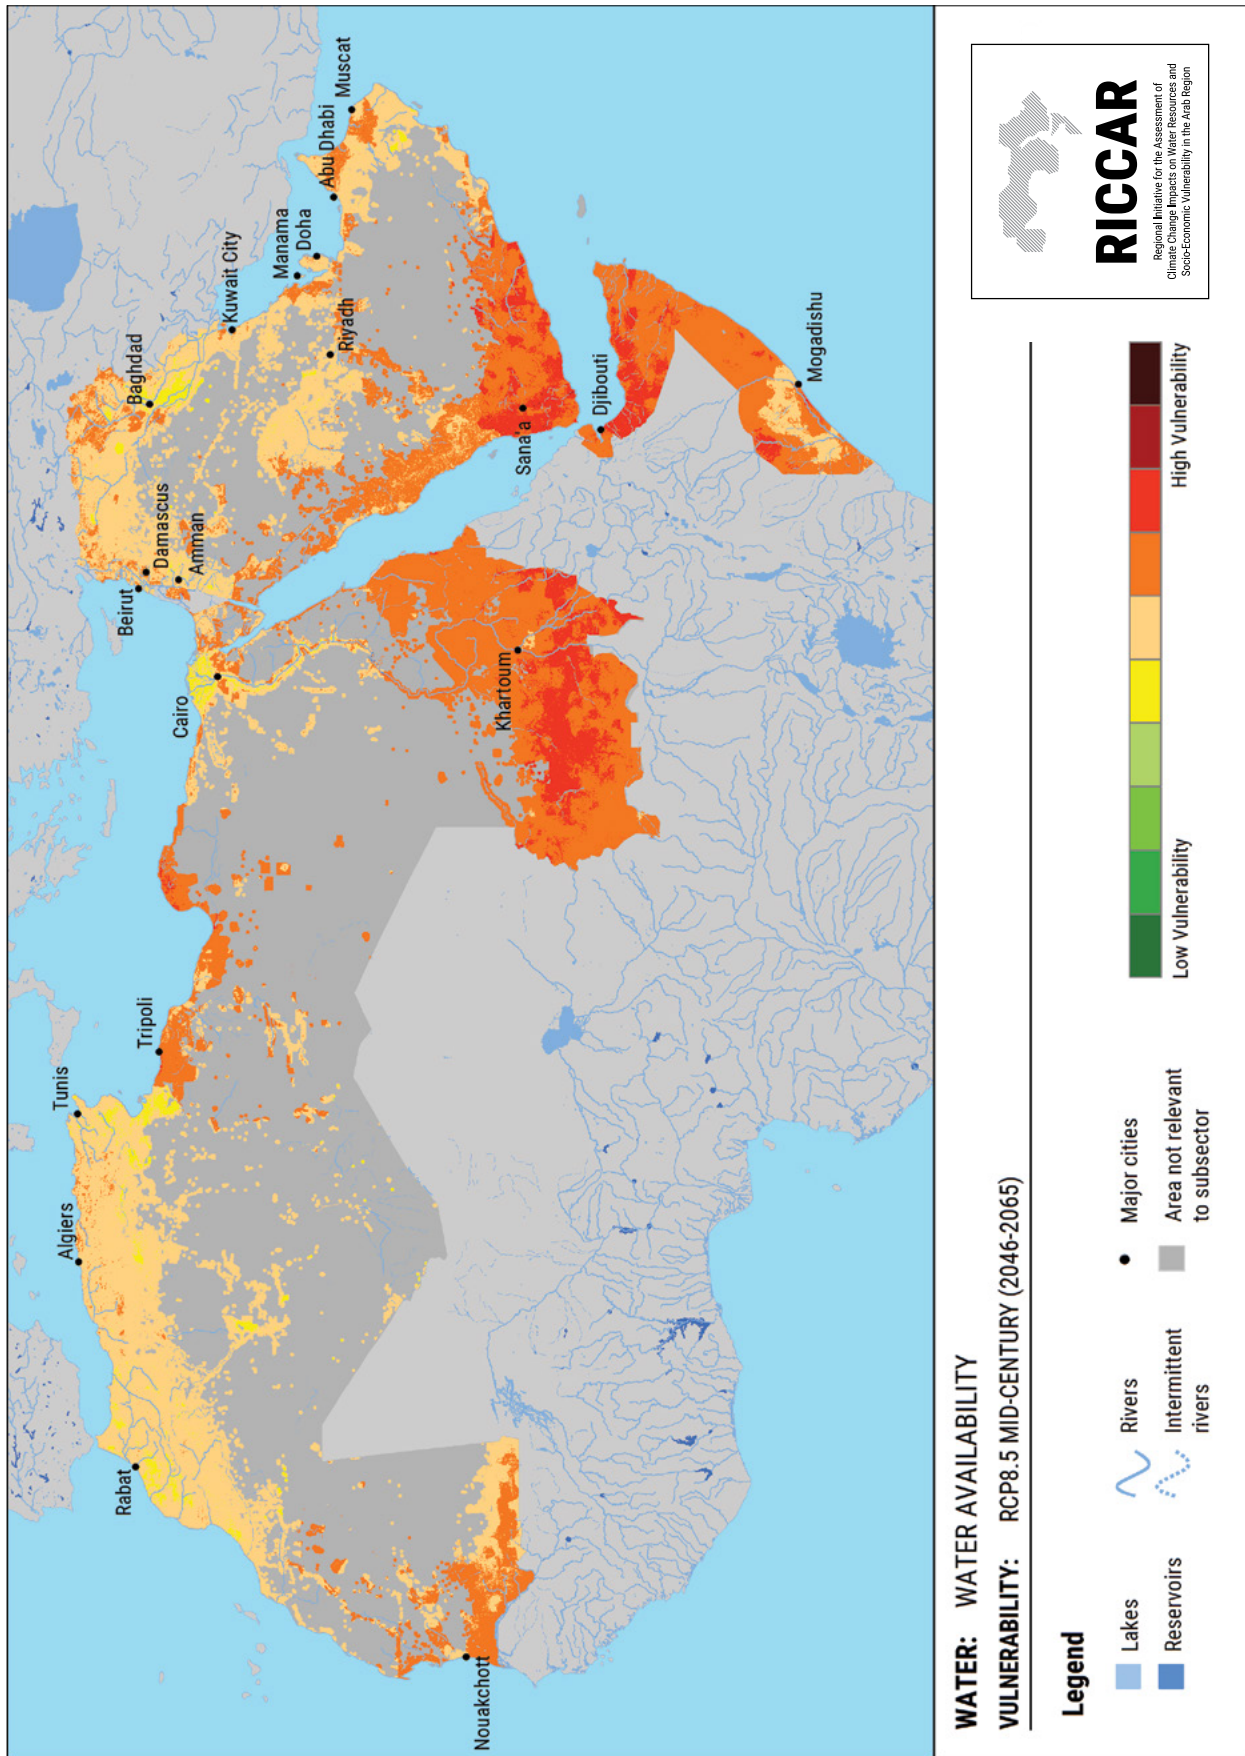 Muscat
Abu Dhabi
Manama
Doha
Kuwait City
Riyadh
Baghdad
Damascus
Amman
Beirut
Sana'a
Djibouti
Mogadishu
Cairo
Khartoum
Tripoli
Tunis
Algiers
Rabat
Nouakchott
WATER: WATER AVAILABILITY
VULNERABILITY: RCP8.5 MID-CENTURY (2046-2065)
Legend
Lakes
Reservoirs
Rivers
Intermittent
rivers
Major cities
Area not relevant
to subsector
Low Vulnerability
High Vulnerability
RICCAR
Regional Initiative for the Assessment of
Climate Change Impacts on Water Resources and
Socio-Economic Vulnerability in the Arab Region